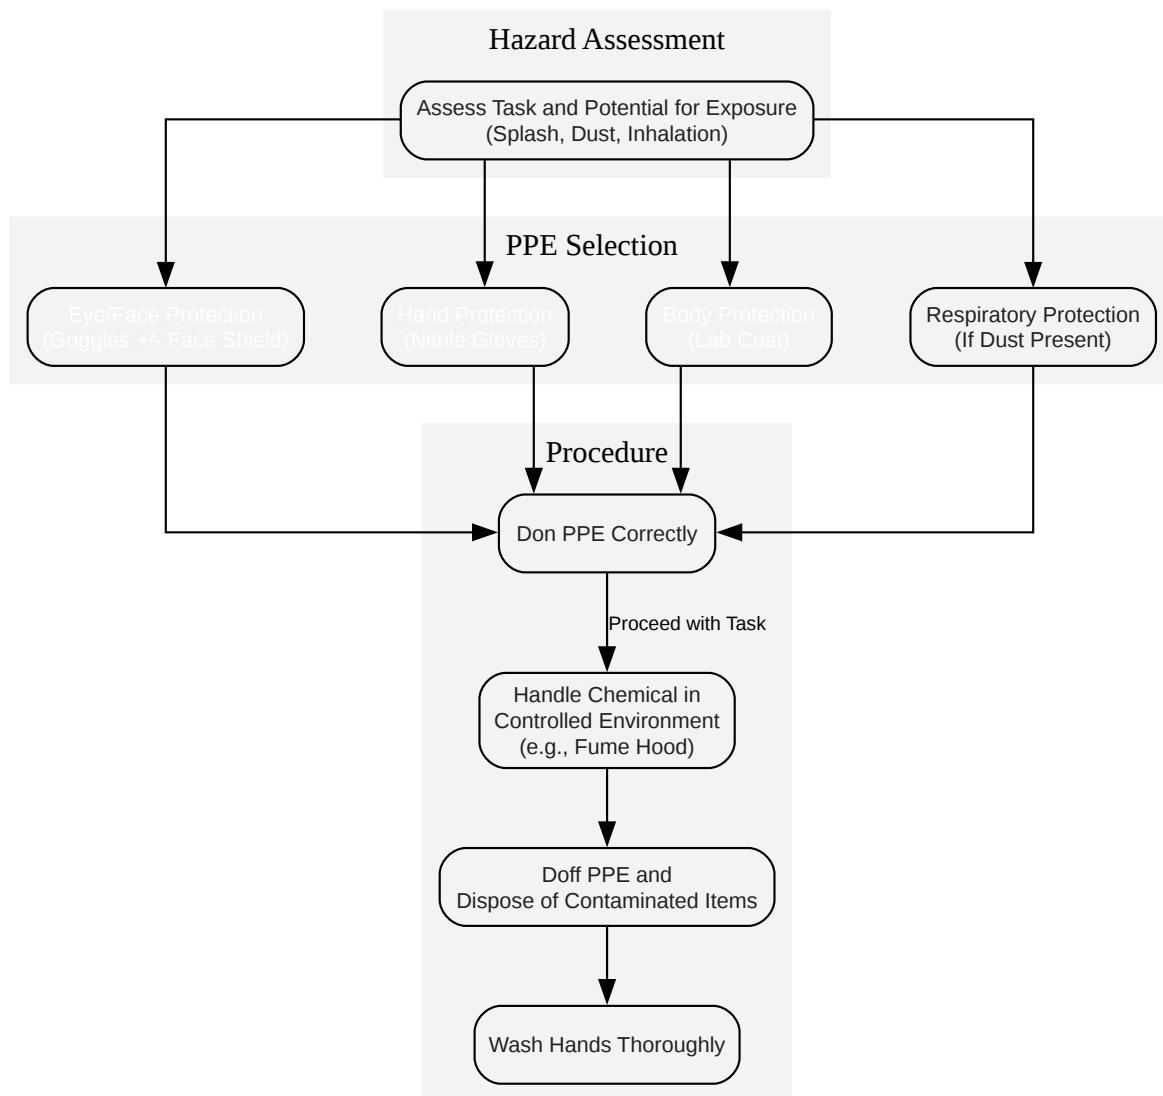 Hazard Assessment
Assess Task and Potential for Exposure
(Splash, Dust, Inhalation)
PPE Selection
Eye/Face Protection
(Goggles +/- Face Shield)
Hand Protection
(Nitrile Gloves)
Body Protection
(Lab Coat)
Respiratory Protection
(If Dust Present)
Procedure
Don PPE Correctly
Proceed with Task
Handle Chemical in
Controlled Environment
(e.g., Fume Hood)
Doff PPE and
Dispose of Contaminated Items
Wash Hands Thoroughly